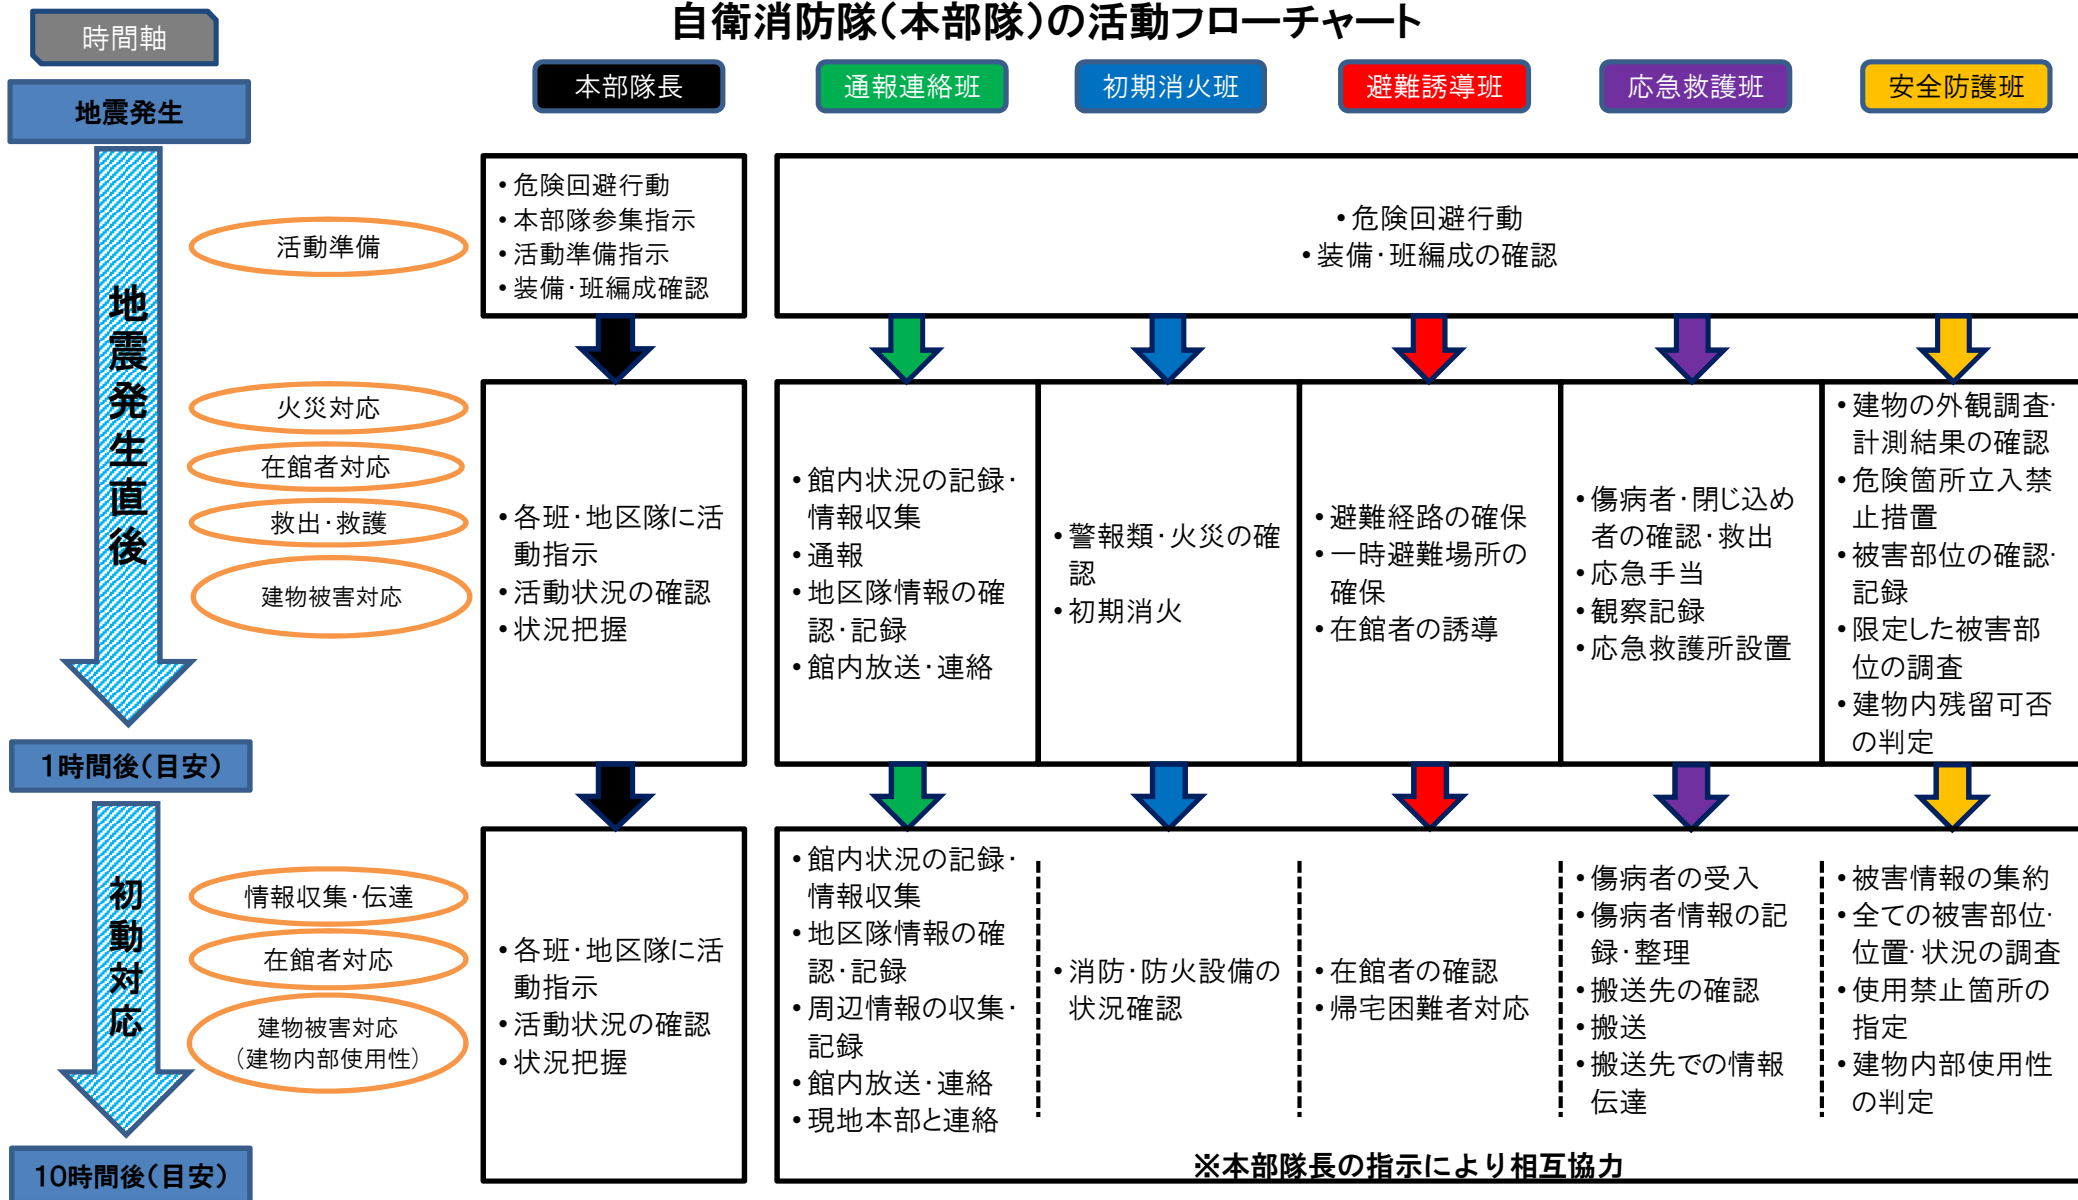 自衛消防隊(本部隊)の活動フローチャート
時間軸
地震発生
本部隊長
通報連絡班
初期消火班
避難誘導班
応急救護班
安全防護班
地震発生直後
活動準備
•危険回避行動
•本部隊参集指示
•活動準備指示
•装備・班編成確認
•危険回避行動
•装備・班編成の確認
火災対応
在館者対応
救出・救護
建物被害対応
•各班・地区隊に活
動指示
•活動状況の確認
•状況把握
•館内状況の記録・
情報収集
•通報
•地区隊情報の確
認・記録
•館内放送・連絡
•警報類・火災の確
認
•初期消火
•避難経路の確保
•一時避難場所の
確保
•在館者の誘導
•傷病者・閉じ込め
者の確認・救出
•応急手当
•観察記録
•応急救護所設置
•建物の外観調査・
計測結果の確認
•危険箇所立入禁
止措置
•被害部位の確認・
記録
•限定した被害部
位の調査
•建物内残留可否
の判定
1時間後(目安)
初動対応
情報収集・伝達
在館者対応
建物被害対応
(建物内部使用性)
•各班・地区隊に活
動指示
•活動状況の確認
•状況把握
•館内状況の記録・
情報収集
•地区隊情報の確
認・記録
•周辺情報の収集・
記録
•館内放送・連絡
•現地本部と連絡
•消防・防火設備の
状況確認
•在館者の確認
•帰宅困難者対応
•傷病者の受入
•傷病者情報の記
録・整理
•搬送先の確認
•搬送
•搬送先での情報
伝達
•被害情報の集約
•全ての被害部位・
位置・状況の調査
•使用禁止箇所の
指定
•建物内部使用性
の判定
※本部隊長の指示により相互協力
10時間後(目安)